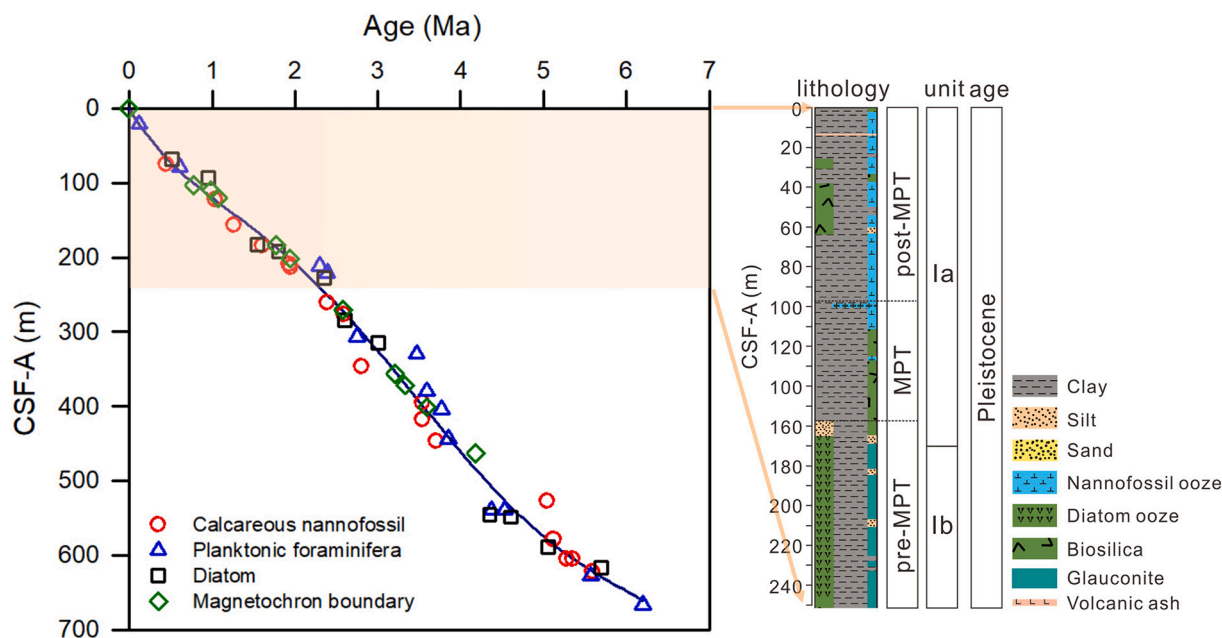 Age (Ma)
0 1 2 3 4 5 6 7
CSF-A (m)
0
100
200
300
400
500
600
700
Calcareous nannofossil
Planktonic foraminifera
Diatom
Magnetochron boundary
lithology unit age
CSF-A (m)
0
20
40
60
80
100
120
100
160
180
200
220
240
post-MPT
MPT
pre-MPT
Ia
Ib
Pleistocene
Clay
Silt
Sand
Nannofossil ooze
Diatom ooze
Biosilica
Glauconite
Volcanic ash